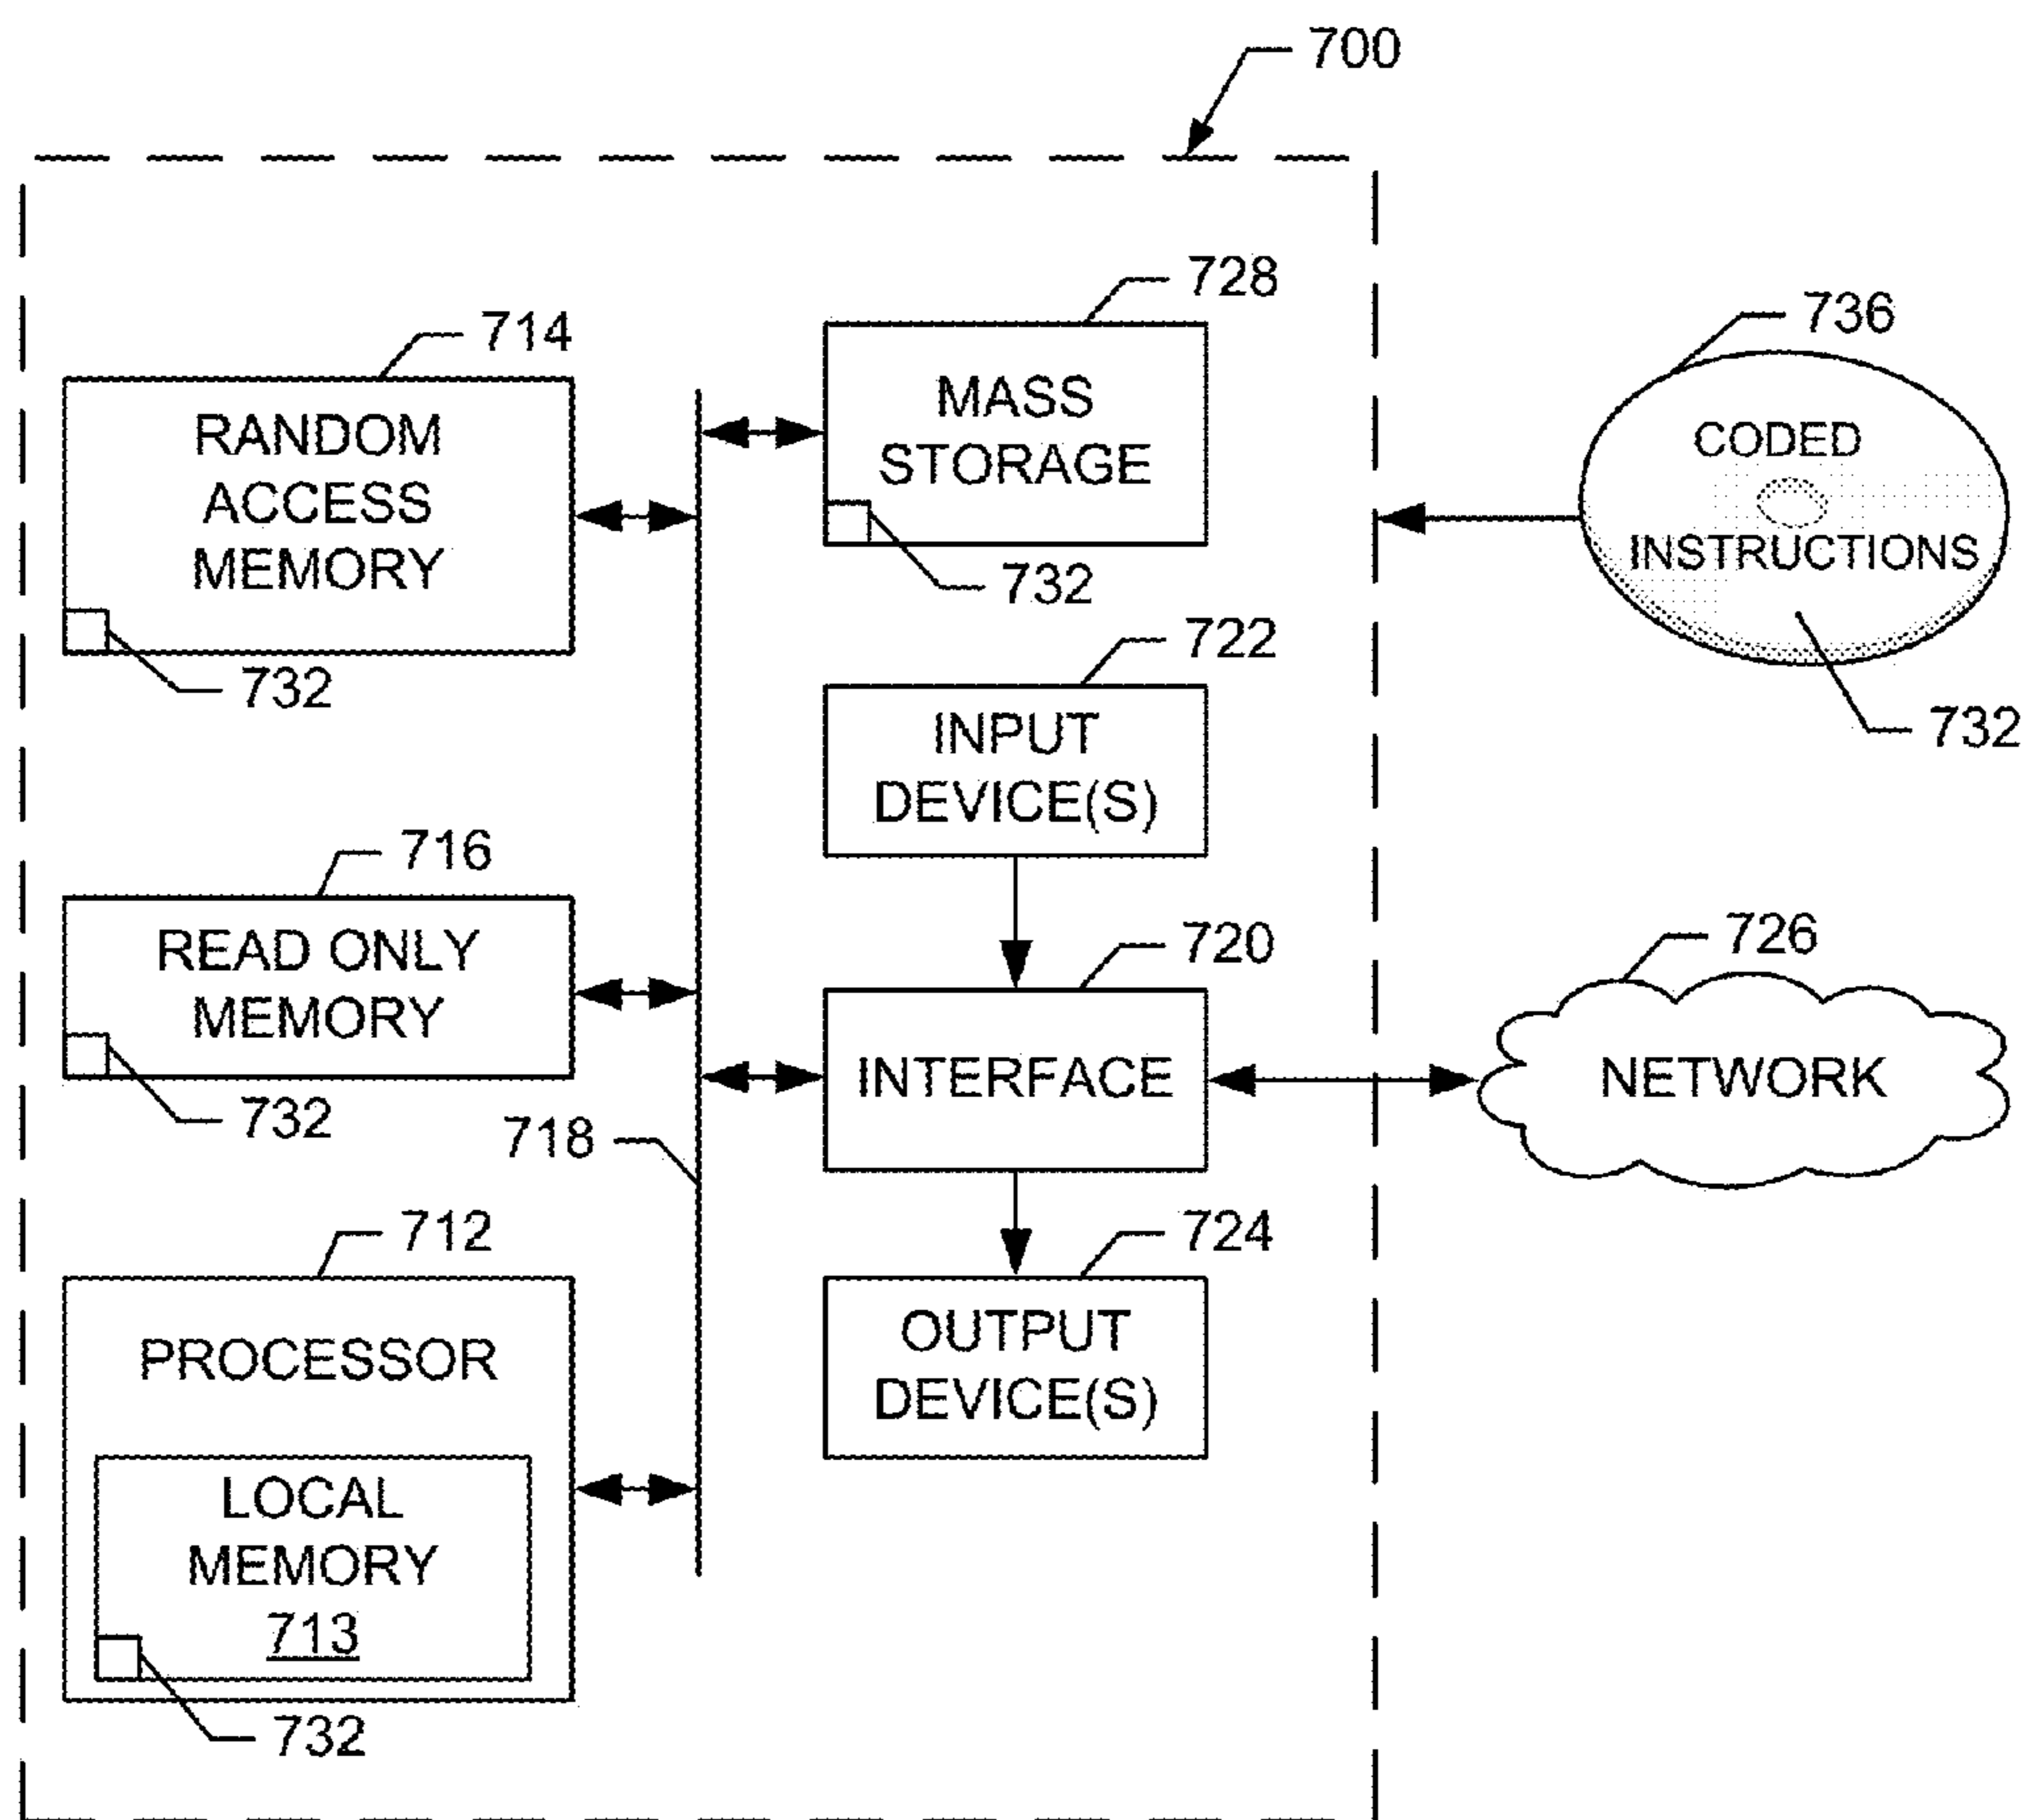 700
728
714
736
MASS
STORAGE
RANDOM
ACCESS
MEMORY
CODED
INSTRUCTIONS
732
722
732
732
INPUT
DEVICE(S)
716
726
720
READ ONLY
MEMORY
INTERFACE
NETWORK
732
718
712
724
PROCESSOR
OUTPUT
DEVICE(S)
LOCAL
MEMORY
713
732